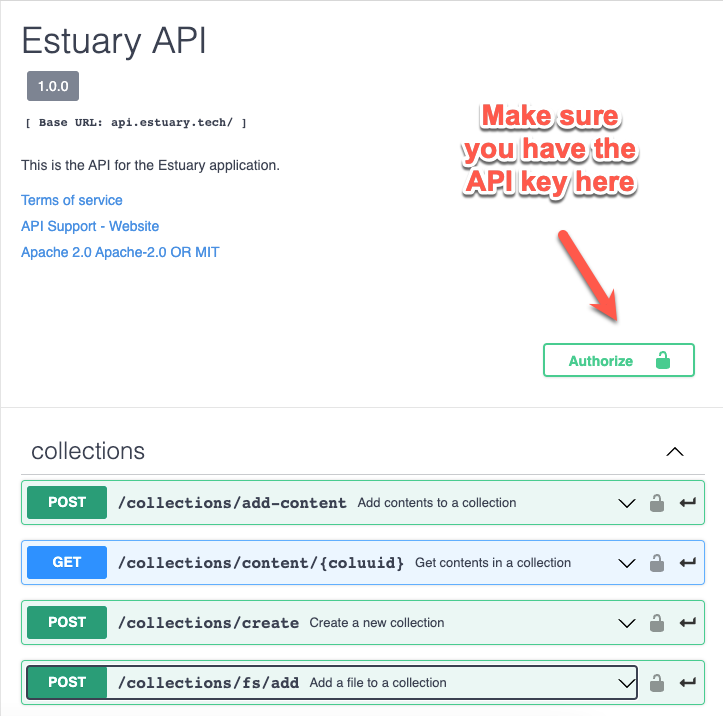 Estuary API
1.0.0
[ Base URL: api.estuary.tech/ ]
Make sure
you have the
API key here
This is the API for the Estuary application.
Terms of service
API Support - Website
Apache 2.0 Apache-2.0 OR MIT
Authorize
collections
POST /collections/add-content Add contents to a collection
GET /collections/content/{coluuid} Get contents in a collection
POST /collections/create Create a new collection
POST /collections/fs/add Add a file to a collection